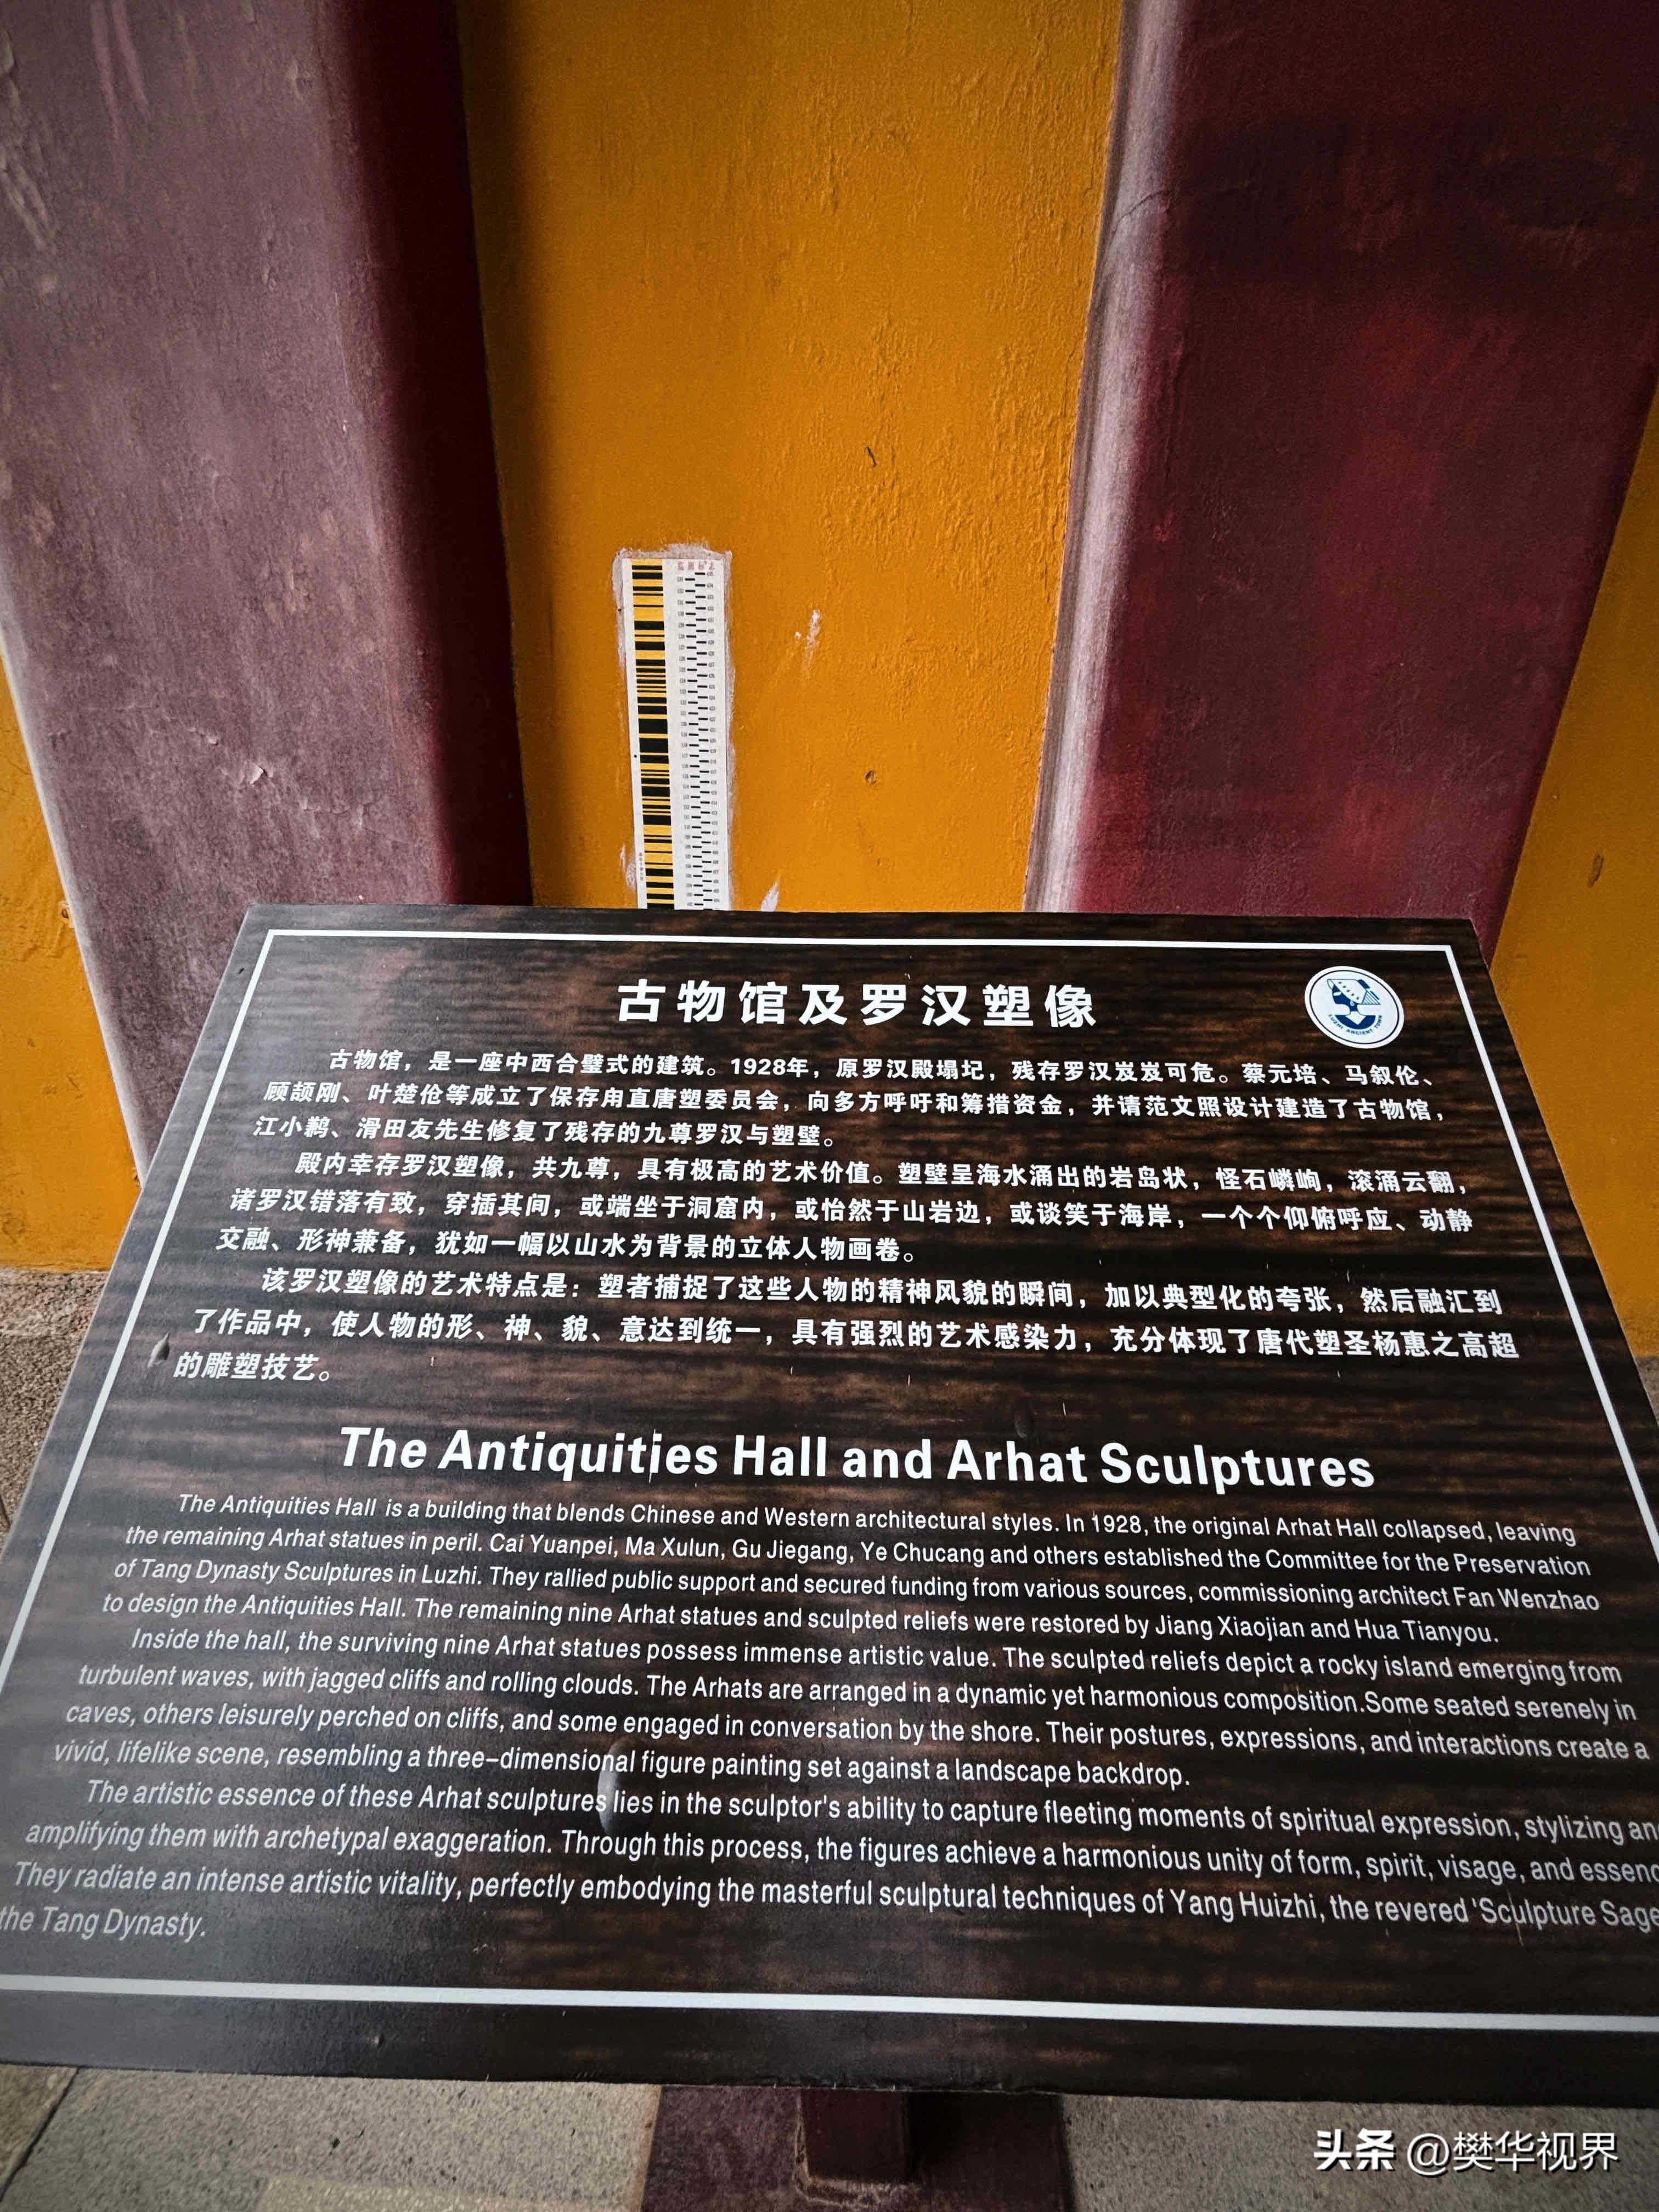 古物馆及罗汉塑像
LUZHI ANCIENT TOWN
古物馆，是一座中西合璧式的建筑。1928年，原罗汉殿塌圮，残存罗汉岌岌可危。蔡元培、马叙伦、
顾颉刚、叶楚伧等成立了保存甪直唐塑委员会，向多方呼吁和筹措资金，并请范文照设计建造了古物馆，
江小鹣、滑田友先生修复了残存的九尊罗汉与塑壁。
殿内幸存罗汉塑像，共九尊，具有极高的艺术价值。塑壁呈海水涌出的岩岛状，怪石嶙峋，滚涌云翻，
诸罗汉错落有致，穿插其间，或端坐于洞窟内，或怡然于山岩边，或谈笑于海岸，一个个仰俯呼应、动静
交融、形神兼备，犹如一幅以山水为背景的立体人物画卷。
该罗汉塑像的艺术特点是：塑者捕捉了这些人物的精神风貌的瞬间，加以典型化的夸张，然后融汇到
了作品中，使人物的形、神、貌、意达到统一，具有强烈的艺术感染力，充分体现了唐代塑圣杨惠之高超
的雕塑技艺。
The Antiquities Hall and Arhat Sculptures
The Antiquities Hall is a building that blends Chinese and Western architectural styles. In 1928, the original Arhat Hall collapsed, leaving
the remaining Arhat statues in peril. Cai Yuanpei, Ma Xulun, Gu Jiegang, Ye Chucang and others established the Committee for the Preservation
of Tang Dynasty Sculptures in Luzhi. They rallied public support and secured funding from various sources, commissioning architect Fan Wenzhao
to design the Antiquities Hall. The remaining nine Arhat statues and sculpted reliefs were restored by Jiang Xiaojian and Hua Tianyou.
Inside the hall, the surviving nine Arhat statues possess immense artistic value. The sculpted reliefs depict a rocky island emerging from
turbulent waves, with jagged cliffs and rolling clouds. The Arhats are arranged in a dynamic yet harmonious composition.Some seated serenely in
caves, others leisurely perched on cliffs, and some engaged in conversation by the shore. Their postures, expressions, and interactions create a
vivid, lifelike scene, resembling a three-dimensional figure painting set against a landscape backdrop.
The artistic essence of these Arhat sculptures lies in the sculptor's ability to capture fleeting moments of spiritual expression, stylizing an
amplifying them with archetypal exaggeration. Through this process, the figures achieve a harmonious unity of form, spirit, visage, and essenc
They radiate an intense artistic vitality, perfectly embodying the masterful sculptural techniques of Yang Huizhi, the revered 'Sculpture Sage
the Tang Dynasty.
头条 @樊华视界